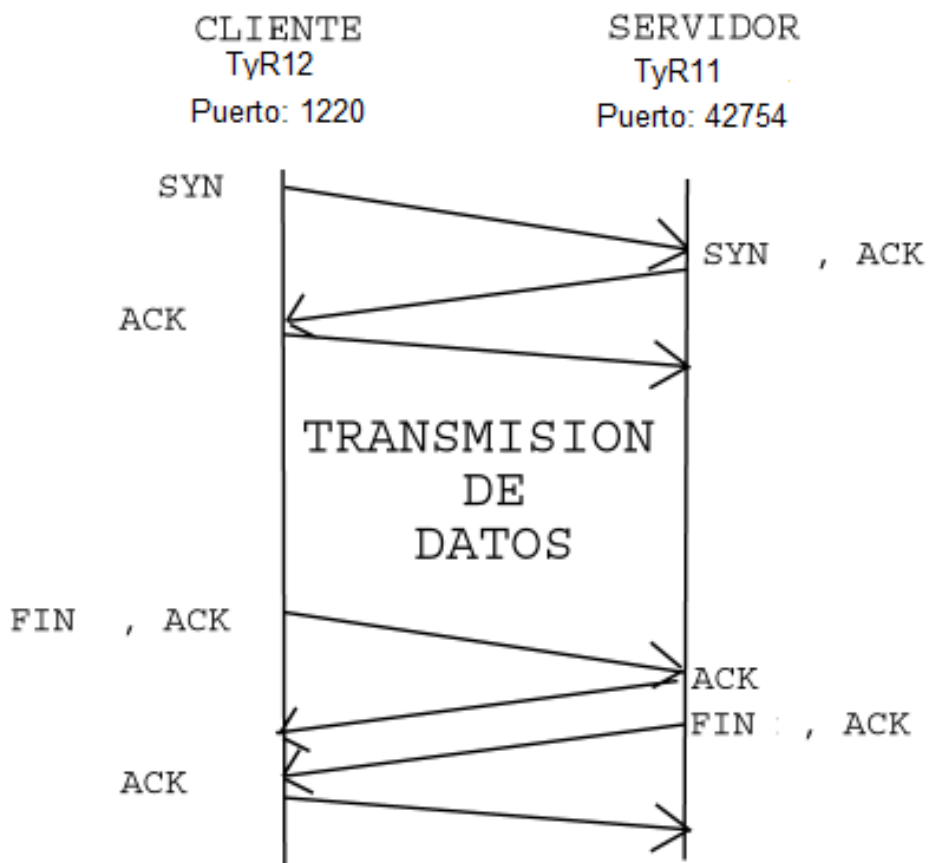 CLIENTE
TyR12
Puerto: 1220
SERVIDOR
TyR11
Puerto: 42754
SYN
SYN , ACK
ACK
TRANSMISION
DE
DATOS
FIN , ACK
ACK
FIN , ACK
ACK